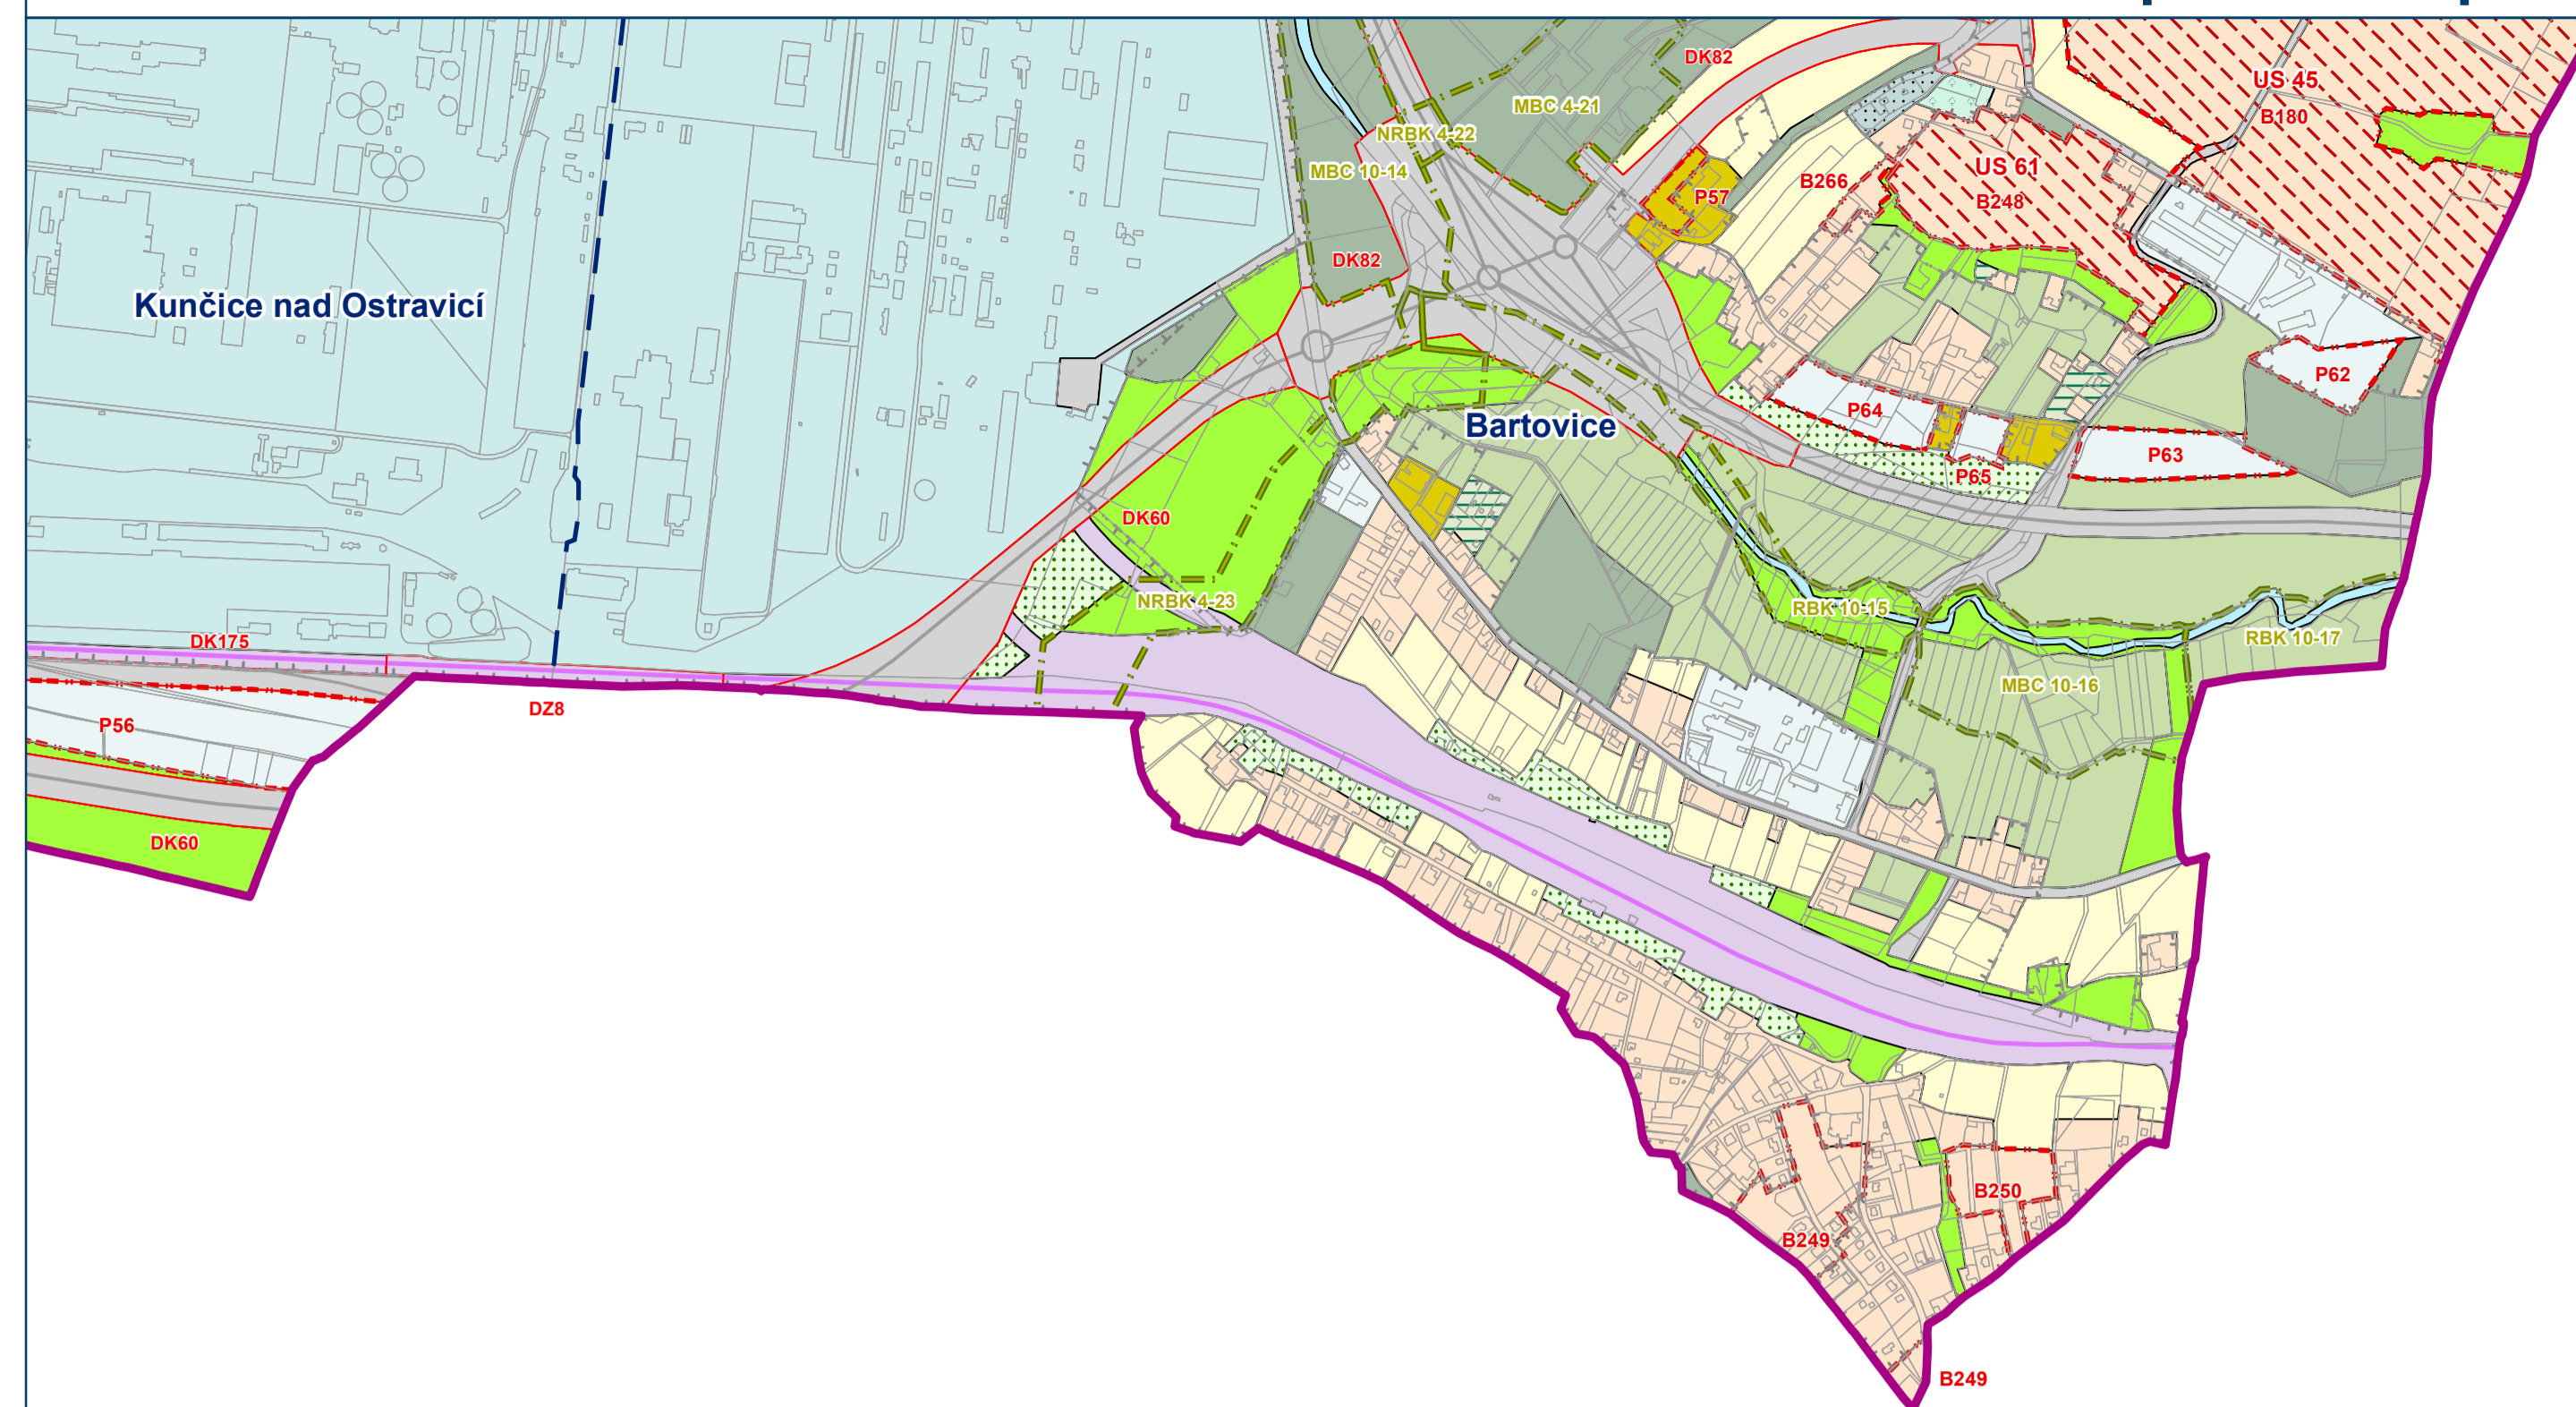 DK82
US 45
MBC 4-21
B180
NRBK 4-22
MBC 10-14
US 61
B266
P57
B248
DK82
Kunčice nad Ostravicí
P62
P64
Bartovice
P63
P65
DK60
NRBK 4-23
RBK 10-15
DK175
RBK 10-17
MBC 10-16
DZ8
P56
DK60
B250
B249
B249